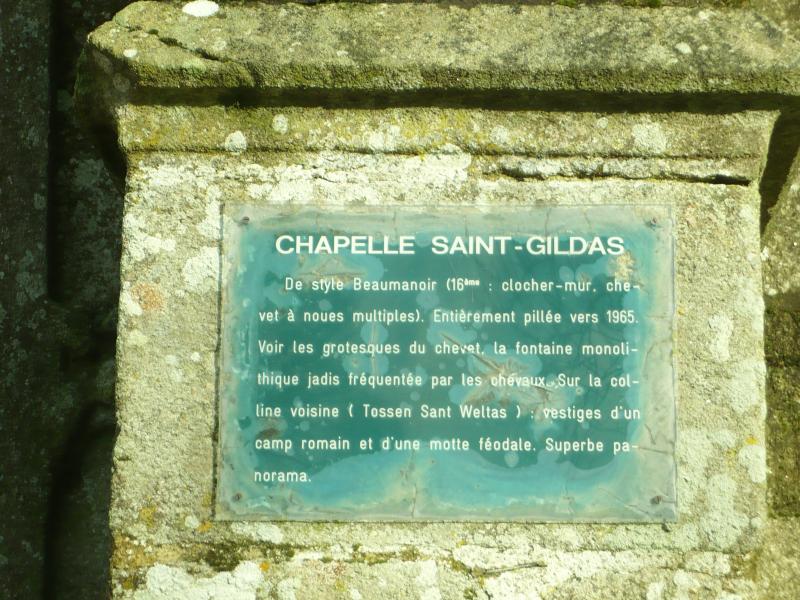 CHAPELLE SAINT-GILDAS
De style Beaumanoir (16ème : clocher-mur, che-
vet à noues multiples). Entièrement pillée vers 1965.
Voir les grotesques du chevet, la fontaine monoli-
thique jadis fréquentée par les chevaux. Sur la col-
line voisine ( Tossen Sant Weltas ) : vestiges d'un
camp romain et d'une motte féodale. Superbe pa-
norama.